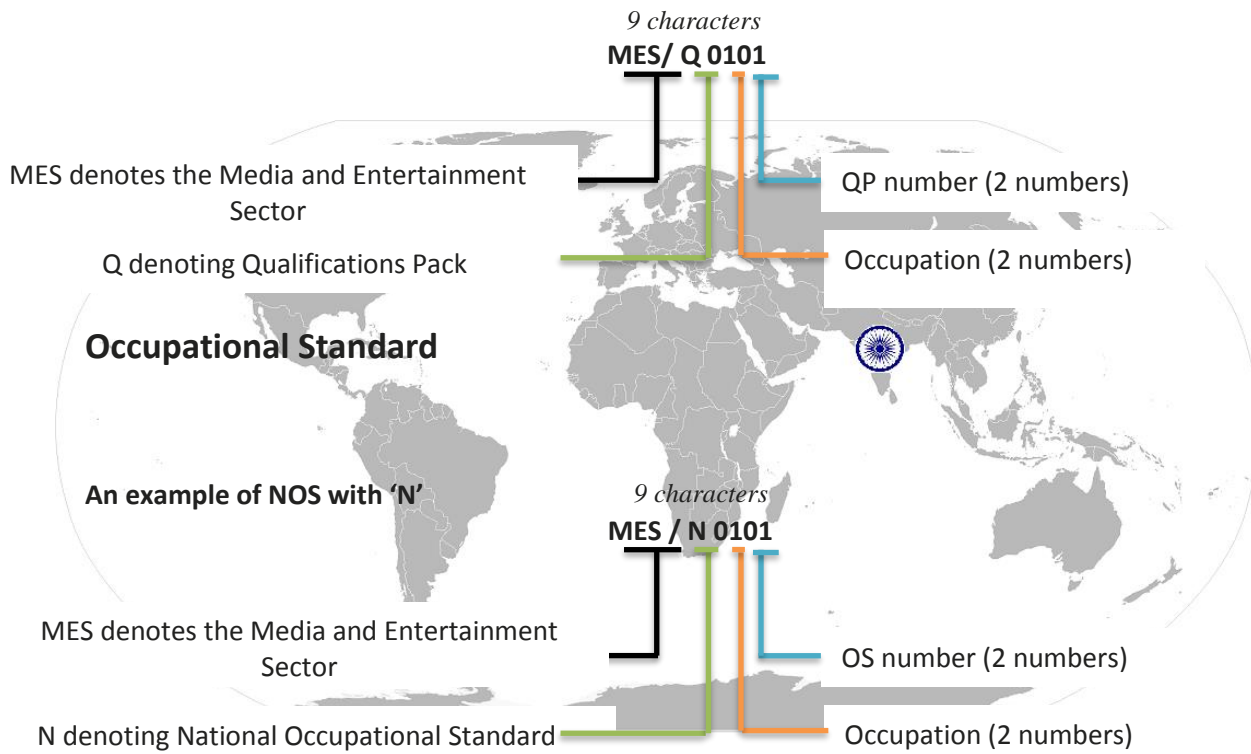 9 characters
MES/ Q 0101
MES denotes the Media and Entertainment
Sector
QP number (2 numbers)
Q denoting Qualifications Pack
Occupation (2 numbers)
Occupational Standard
An example of NOS with ‘N’
9 characters
MES / N 0101
MES denotes the Media and Entertainment
Sector
OS number (2 numbers)
N denoting National Occupational Standard
Occupation (2 numbers)